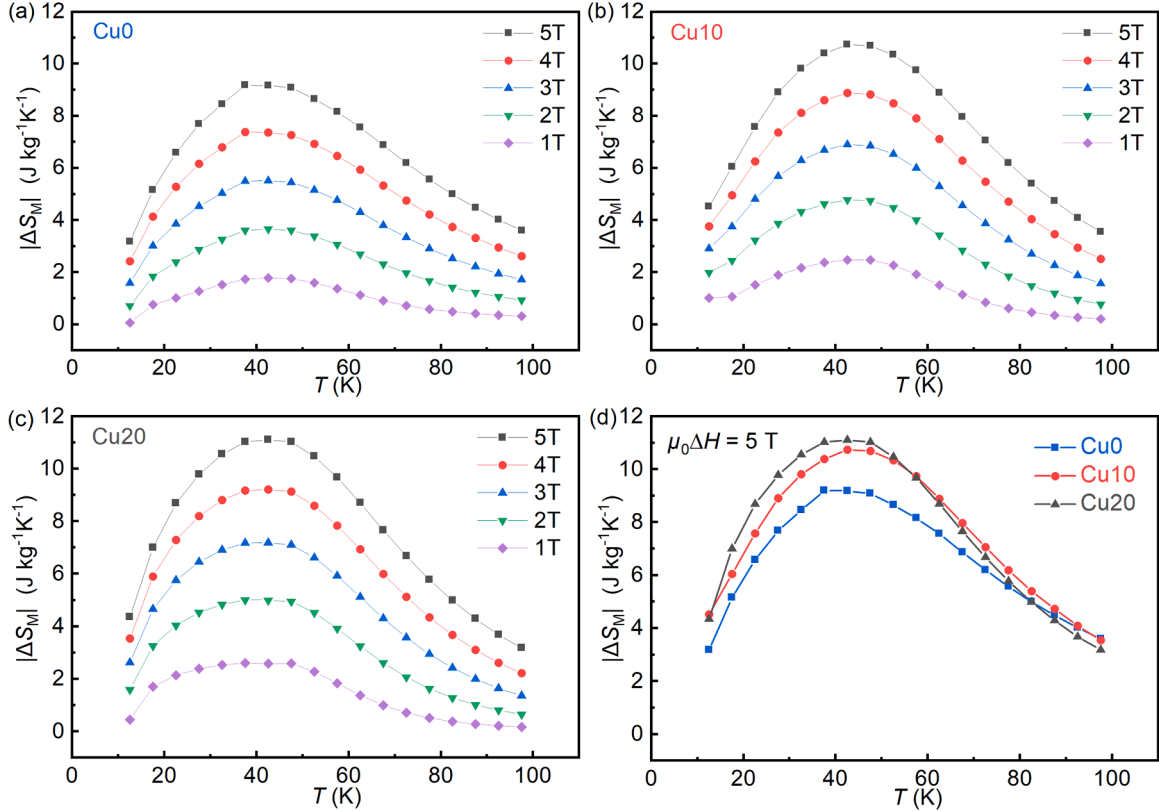 (a)
Cu0
5T
4T
3T
2T
1T
12
10
8
6
4
2
0
|ΔS_M| (J kg⁻¹K⁻¹)
0 20 40 60 80 100
T (K)
(b)
Cu10
5T
4T
3T
2T
1T
12
10
8
6
4
2
0
|ΔS_M| (J kg⁻¹K⁻¹)
0 20 40 60 80 100
T (K)
(c)
Cu20
5T
4T
3T
2T
1T
12
10
8
6
4
2
0
|ΔS_M| (J kg⁻¹K⁻¹)
0 20 40 60 80 100
T (K)
(d)
μ₀ΔH = 5 T
Cu0
Cu10
Cu20
12
10
8
6
4
2
0
|ΔS_M| (J kg⁻¹K⁻¹)
0 20 40 60 80 100
T (K)